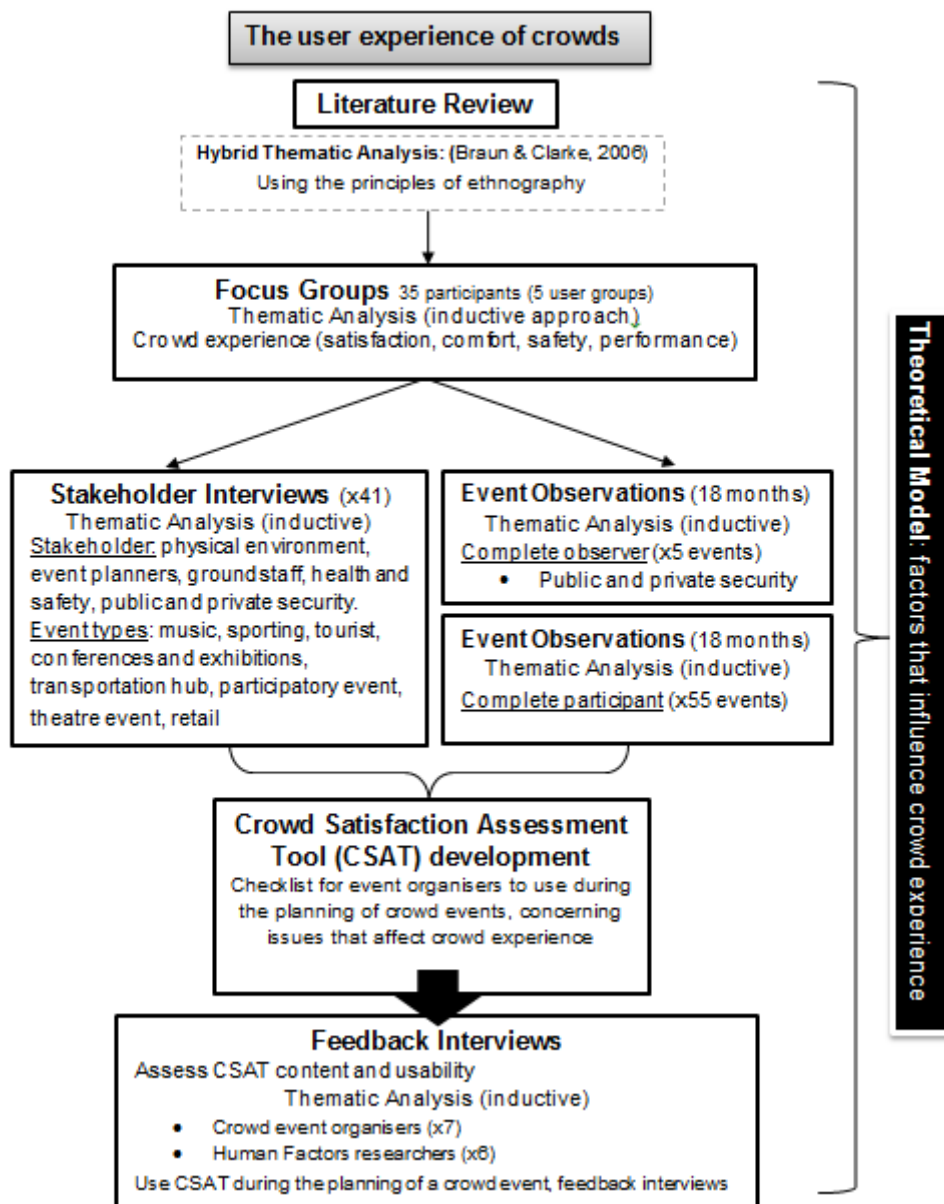 The user experience of crowds
Literature Review
Hybrid Thematic Analysis: (Braun & Clarke, 2006)
Using the principles of ethnography
Focus Groups 35 participants (5 user groups)
Thematic Analysis (inductive approach)
Crowd experience (satisfaction, comfort, safety, performance)
Stakeholder Interviews (x41)
Thematic Analysis (inductive)
Stakeholder: physical environment,
event planners, ground staff, health and
safety, public and private security.
Event types: music, sporting, tourist,
conferences and exhibitions,
transportation hub, participatory event,
theatre event, retail
Event Observations (18 months)
Thematic Analysis (inductive)
Complete observer (x5 events)
• Public and private security
Event Observations (18 months)
Thematic Analysis (inductive)
Complete participant (x55 events)
Crowd Satisfaction Assessment
Tool (CSAT) development
Checklist for event organisers to use during
the planning of crowd events, concerning
issues that affect crowd experience
Feedback Interviews
Assess CSAT content and usability
Thematic Analysis (inductive)
• Crowd event organisers (x7)
• Human Factors researchers (x6)
Use CSAT during the planning of a crowd event, feedback interviews
Theoretical Model: factors that influence crowd experience